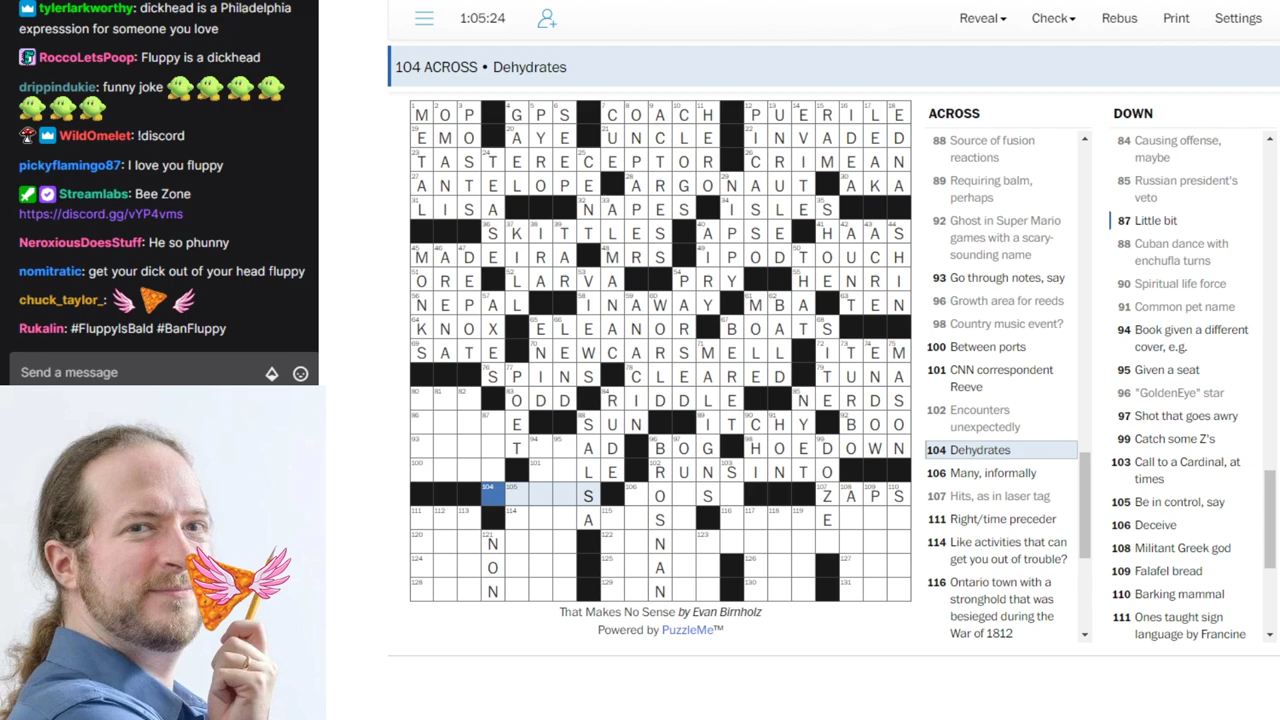 tylerlarkworthy: dickhead is a Philadelphia
expresssion for someone you love
RoccoLetsPoop: Fluppy is a dickhead
drippindukie: funny joke
WildOmelet: !discord
pickyflamingo87: I love you fluppy
Streamlabs: Bee Zone
https://discord.gg/vYP4vms
NeroxiousDoesStuff: He so phunny
nomitratic: get your dick out of your head fluppy
chuck_taylor_:
Rukalin: #FluppyIsBald #BanFluppy
Send a message
1:05:24
Reveal
Check
Rebus
Print
Settings
104 ACROSS • Dehydrates
M O P G P S C O A C H P U E R I L E
E M O A Y E U N C L E I N V A D E D
T A S T E R E C E P T O R C R I M E A N
A N T E L O P E A R G O N A U T A K A
L I S A N A P E S I S L E S
S K I T T L E S A P S E H A A S
M A D E I R A M R S I P O D T O U C H
O R E L A R V A P R Y H E N R I
N E P A L I N A W A Y M B A T E N
K N O X E L E A N O R B O A T S
S A T E N E W C A R S M E L L I T E M
S P I N S C L E A R E D T U N A
O D D R I D D L E N E R D S
E S U N I T C H Y B O O
T A D B O G H O E D O W N
L E R U N S I N T O
S O S Z A P S
A S E
N N
O A
N N
That Makes No Sense by Evan Birnholz
Powered by PuzzleMe™
ACROSS
88 Source of fusion
reactions
89 Requiring balm,
perhaps
92 Ghost in Super Mario
games with a scary-
sounding name
93 Go through notes, say
96 Growth area for reeds
98 Country music event?
100 Between ports
101 CNN correspondent
Reeve
102 Encounters
unexpectedly
104 Dehydrates
106 Many, informally
107 Hits, as in laser tag
111 Right/time preceder
114 Like activities that can
get you out of trouble?
116 Ontario town with a
stronghold that was
besieged during the
War of 1812
DOWN
84 Causing offense,
maybe
85 Russian president's
veto
87 Little bit
88 Cuban dance with
enchufla turns
90 Spiritual life force
91 Common pet name
94 Book given a different
cover, e.g.
95 Given a seat
96 "GoldenEye" star
97 Shot that goes awry
99 Catch some Z's
103 Call to a Cardinal, at
times
105 Be in control, say
106 Deceive
108 Militant Greek god
109 Falafel bread
110 Barking mammal
111 Ones taught sign
language by Francine